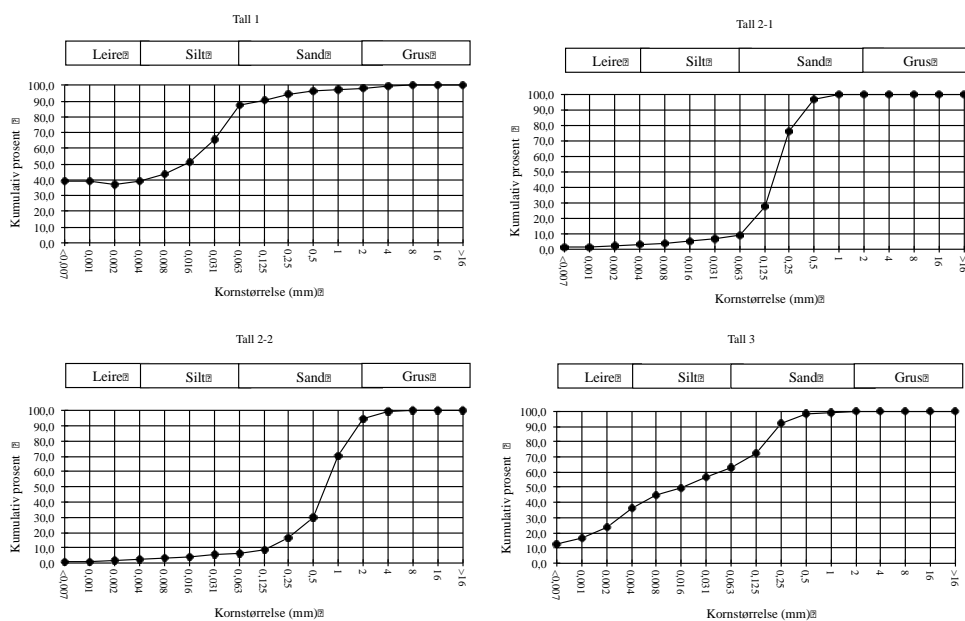 Tall 1
Leire Silt Sand Grus
100,0
90,0
80,0
70,0
60,0
50,0
40,0
30,0
20,0
10,0
0,0
Kumulativ prosent
<0,007 0,001 0,002 0,004 0,008 0,016 0,031 0,063 0,125 0,25 0,5 1 2 4 8 16 >16
Kornstørrelse (mm)
Tall 2-1
Leire Silt Sand Grus
100,0
90,0
80,0
70,0
60,0
50,0
40,0
30,0
20,0
10,0
0,0
Kumulativ prosent
<0,007 0,001 0,002 0,004 0,008 0,016 0,031 0,063 0,125 0,25 0,5 1 2 4 8 16 >16
Kornstørrelse (mm)
Tall 2-2
Leire Silt Sand Grus
100,0
90,0
80,0
70,0
60,0
50,0
40,0
30,0
20,0
10,0
0,0
Kumulativ prosent
<0,007 0,001 0,002 0,004 0,008 0,016 0,031 0,063 0,125 0,25 0,5 1 2 4 8 16 >16
Kornstørrelse (mm)
Tall 3
Leire Silt Sand Grus
100,0
90,0
80,0
70,0
60,0
50,0
40,0
30,0
20,0
10,0
0,0
Kumulativ prosent
<0,007 0,001 0,002 0,004 0,008 0,016 0,031 0,063 0,125 0,25 0,5 1 2 4 8 16 >16
Kornstørrelse (mm)